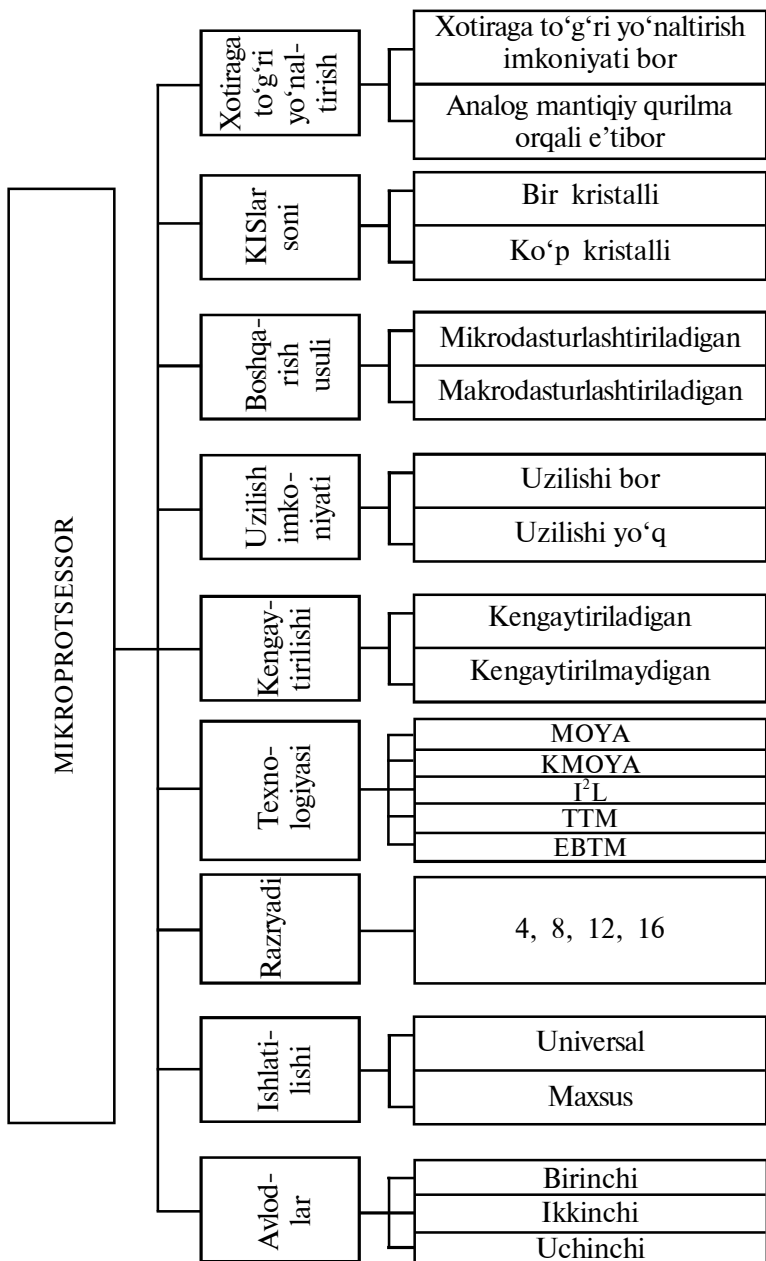 MIKROPROTSESSOR
Xotiraga
to‘g‘ri
yo‘nal-
tirish
Xotiraga to‘g‘ri yo‘naltirish
imkoniyati bor
Analog mantiqiy qurilma
orqali e’tibor
KISlar
soni
Bir kristalli
Ko‘p kristalli
Boshqa-
rish
usuli
Mikrodasturlashtiriladigan
Makrodasturlashtiriladigan
Uzilish
imko-
niyati
Uzilishi bor
Uzilishi yo‘q
Kengay-
tirilishi
Kengaytiriladigan
Kengaytirilmaydigan
Texno-
logiyasi
MOYA
KMOYA
I²L
TTM
EBTM
Razryadi
4, 8, 12, 16
Ishlati-
lishi
Universal
Maxsus
Avlod-
lar
Birinchi
Ikkinchi
Uchinchi